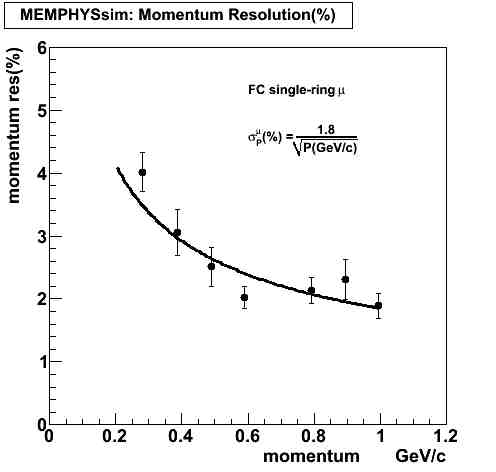 MEMPHYSsim: Momentum Resolution(%)
momentum res(%)
6
5
4
3
2
1
0
FC single-ring μ
σ_P^μ(%) = 1.8 / √P(GeV/c)
0 0.2 0.4 0.6 0.8 1 1.2
momentum GeV/c